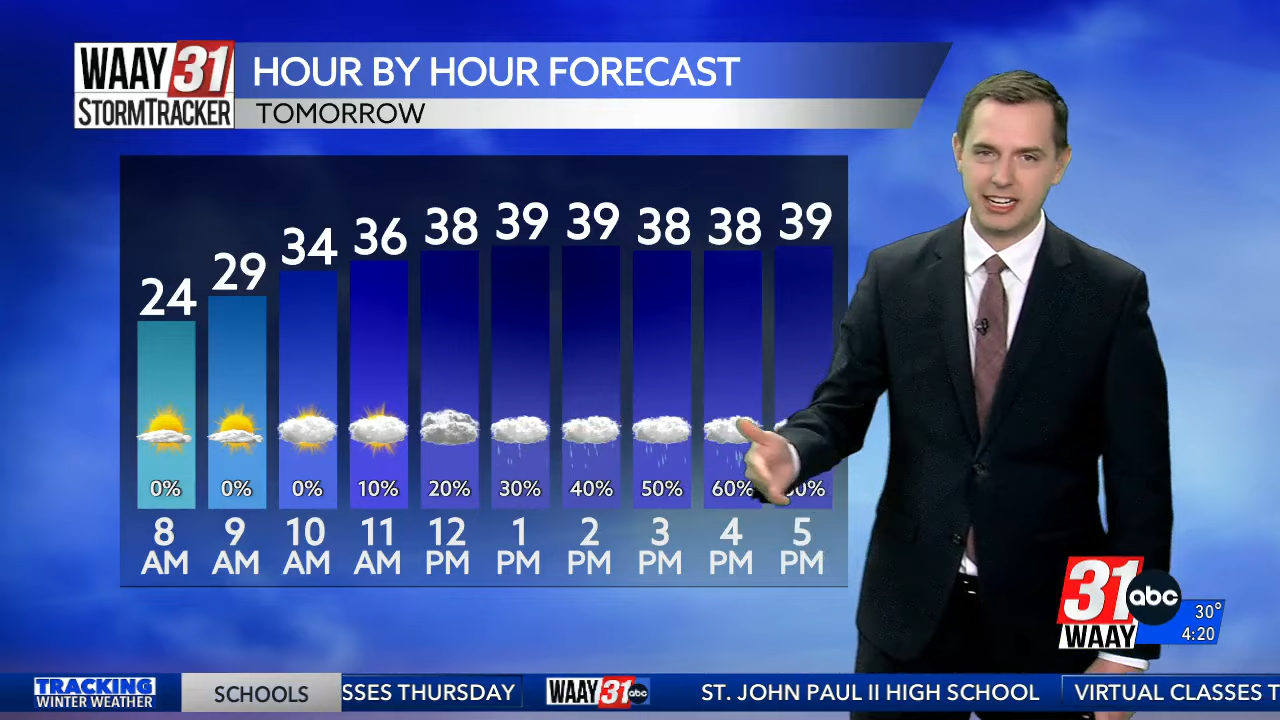 WAAY 31
STORMTRACKER
HOUR BY HOUR FORECAST
TOMORROW
24 29 34 36 38 39 39 38 38 39
0% 0% 0% 10% 20% 30% 40% 50% 60%
8 9 10 11 12 1 2 3 4 5
AM AM AM AM PM PM PM PM PM PM
31
abc
WAAY
30°
4:20
TRACKING
WINTER WEATHER
SCHOOLS
SSES THURSDAY WAAY 31 abc ST. JOHN PAUL II HIGH SCHOOL VIRTUAL CLASSES T